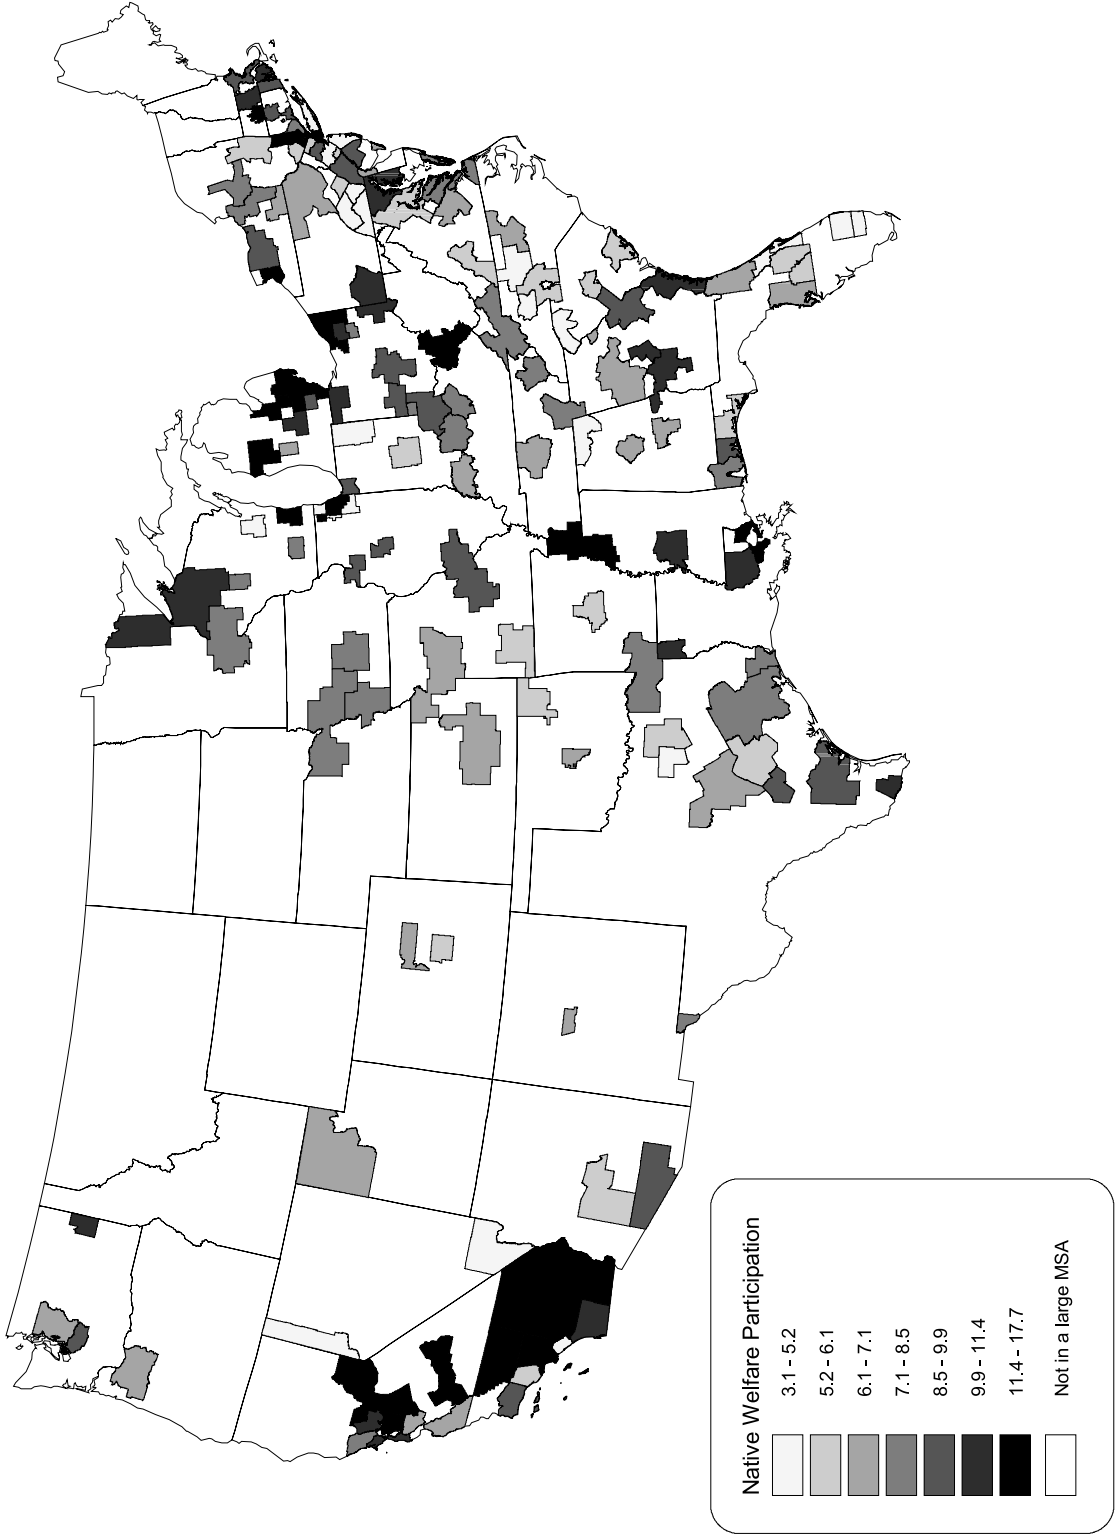 Native Welfare Participation
3.1 - 5.2
5.2 - 6.1
6.1 - 7.1
7.1 - 8.5
8.5 - 9.9
9.9 - 11.4
11.4 - 17.7
Not in a large MSA